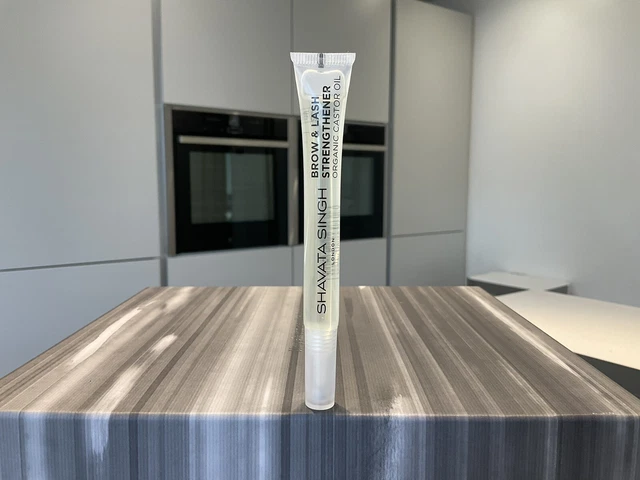 BROW & LASH
STRENGTHENER
ORGANIC CASTOR OIL
SHAVATA SINGH
LONDON